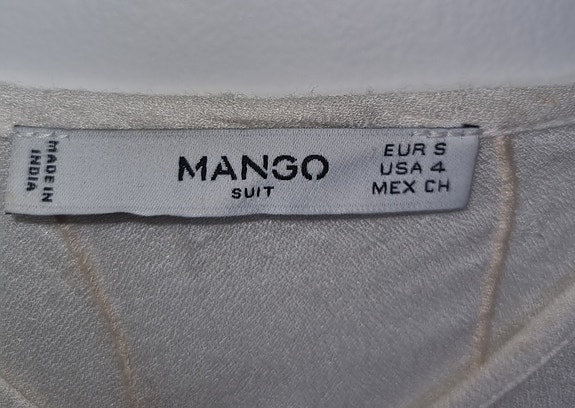 MADE IN
INDIA
MANGO
SUIT
EUR S
USA 4
MEX CH